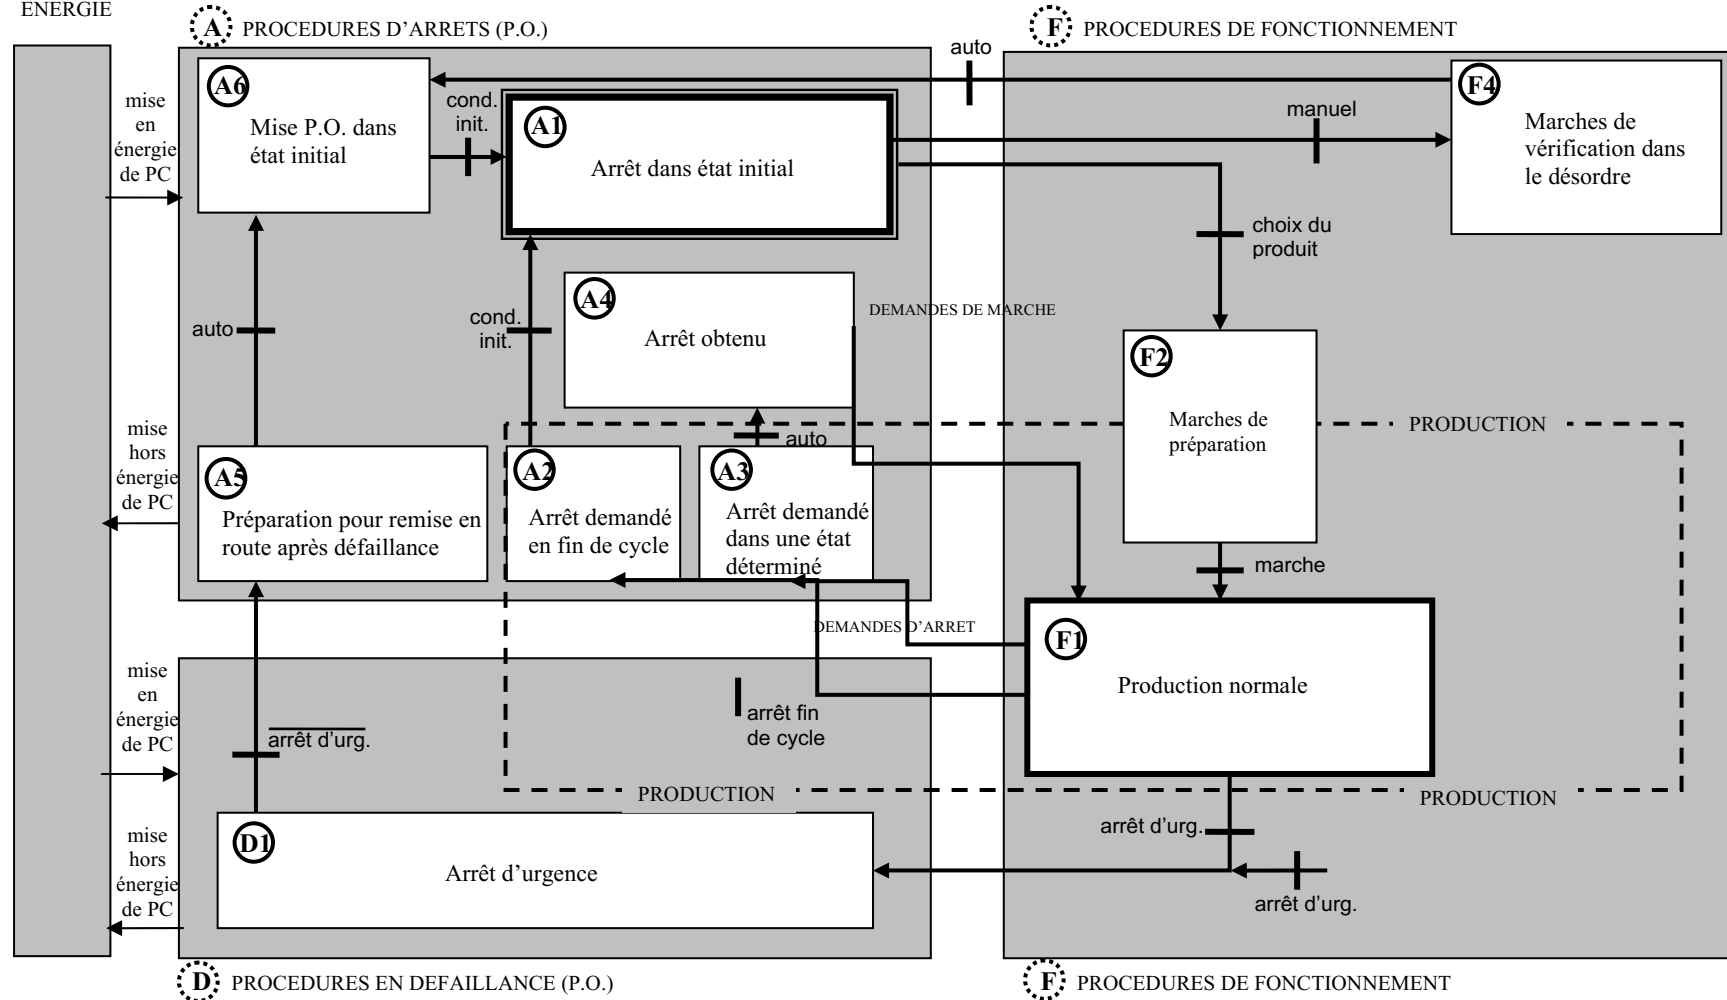 ENERGIE
A PROCEDURES D'ARRETS (P.O.)
F PROCEDURES DE FONCTIONNEMENT
auto
A6
Mise P.O. dans
état initial
cond.
init.
A1
Arrêt dans état initial
manuel
F4
Marches de
vérification dans
le désordre
mise
en
énergie
de PC
choix du
produit
A4
Arrêt obtenu
DEMANDES DE MARCHE
auto
cond.
init.
F2
Marches de
préparation
PRODUCTION
auto
mise
hors
énergie
de PC
A5
Préparation pour remise en
route après défaillance
A2
Arrêt demandé
en fin de cycle
A3
Arrêt demandé
dans une état
déterminé
marche
DEMANDES D'ARRET
F1
Production normale
mise
en
énergie
de PC
arrêt d'urg.
arrêt fin
de cycle
PRODUCTION
PRODUCTION
mise
hors
énergie
de PC
D1
Arrêt d'urgence
arrêt d'urg.
arrêt d'urg.
D PROCEDURES EN DEFAILLANCE (P.O.)
F PROCEDURES DE FONCTIONNEMENT